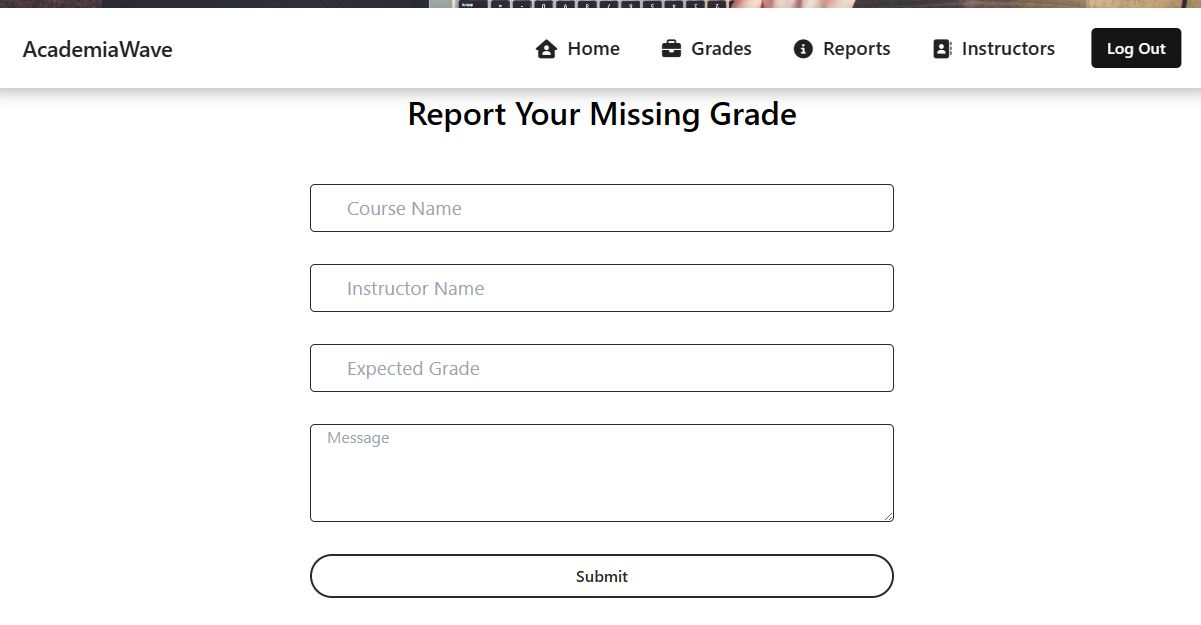 AcademiaWave
Home
Grades
Reports
Instructors
Log Out
Report Your Missing Grade
Course Name
Instructor Name
Expected Grade
Message
Submit